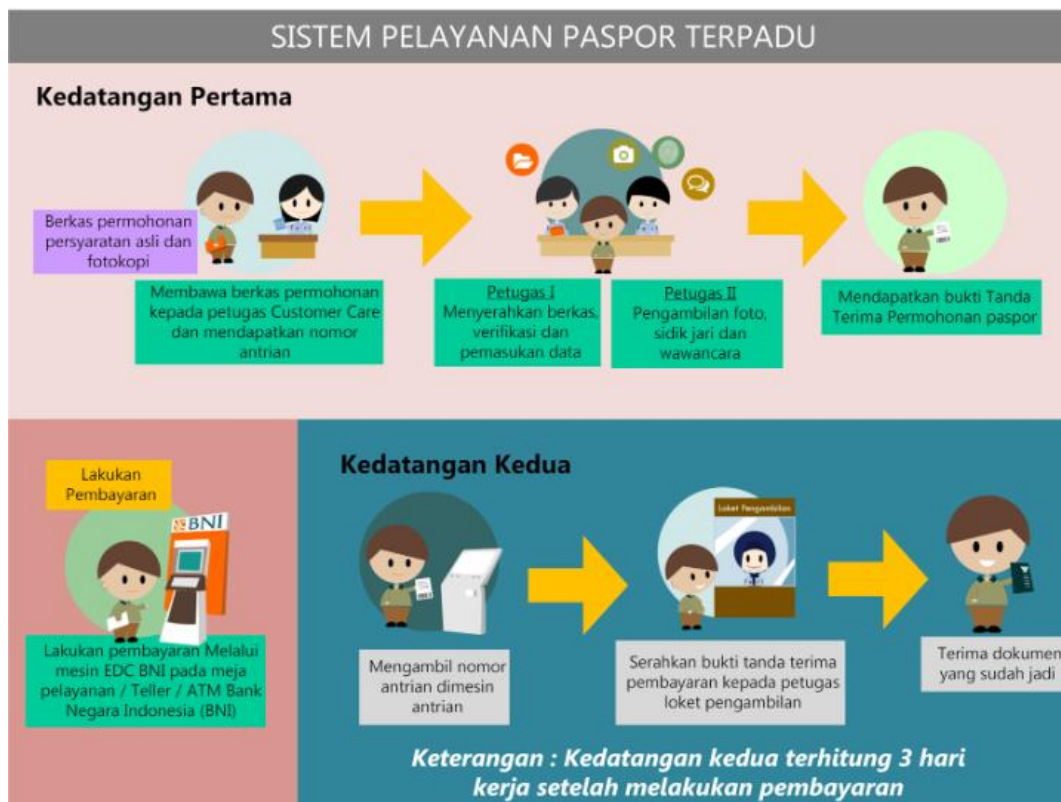 SISTEM PELAYANAN PASPOR TERPADU
Kedatangan Pertama
Berkas permohonan
persyaratan asli dan
fotokopi
Membawa berkas permohonan
kepada petugas Customer Care
dan mendapatkan nomor
antrian
Petugas I
Menyerahkan berkas,
verifikasi dan
pemasukan data
Petugas II
Pengambilan foto,
sidik jari dan
wawancara
Mendapatkan bukti Tanda
Terima Permohonan paspor
Lakukan
Pembayaran
BNI
Lakukan pembayaran Melalui
mesin EDC BNI pada meja
pelayanan / Teller / ATM Bank
Negara Indonesia (BNI)
Kedatangan Kedua
Mengambil nomor
antrian dimesin
antrian
Loket Pengambilan
Serahkan bukti tanda terima
pembayaran kepada petugas
loket pengambilan
Terima dokumen
yang sudah jadi
Keterangan : Kedatangan kedua terhitung 3 hari
kerja setelah melakukan pembayaran